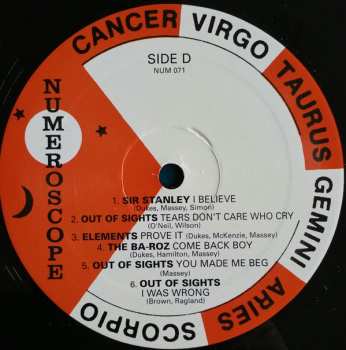 CANCER
VIRGO
TAURUS
GEMINI
ARIES
SCORPIO
NUMEROSCOPE
SIDE D
NUM 071
1. SIR STANLEY I BELIEVE
(Dukes, Massey, Simon)
2. OUT OF SIGHTS TEARS DON'T CARE WHO CRY
(O'Neil, Wilson)
3. ELEMENTS PROVE IT (Dukes, McKenzie, Massey)
4. THE BA-ROZ COME BACK BOY
(Dukes, Hamilton, Massey)
5. OUT OF SIGHTS YOU MADE ME BEG
(Massey)
6. OUT OF SIGHTS
I WAS WRONG
(Brown, Ragland)